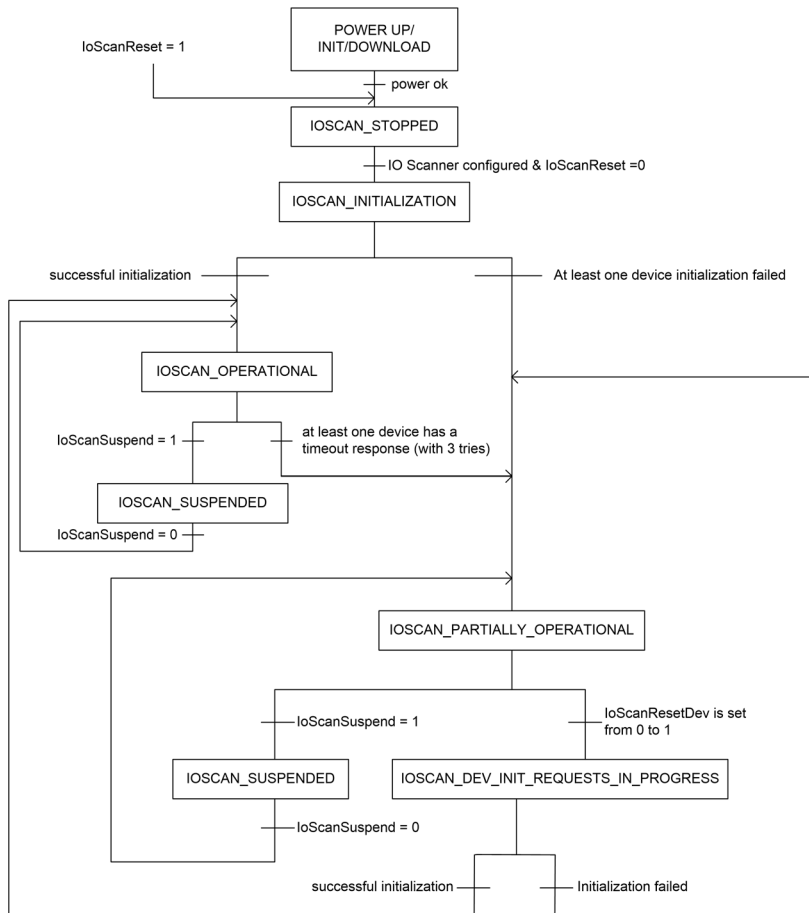 POWER UP/
INIT/DOWNLOAD
IoScanReset = 1
power ok
IOSCAN_STOPPED
IO Scanner configured & IoScanReset =0
IOSCAN_INITIALIZATION
successful initialization
At least one device initialization failed
IOSCAN_OPERATIONAL
IoScanSuspend = 1
at least one device has a
timeout response (with 3 tries)
IOSCAN_SUSPENDED
IoScanSuspend = 0
IOSCAN_PARTIALLY_OPERATIONAL
IoScanSuspend = 1
IoScanResetDev is set
from 0 to 1
IOSCAN_SUSPENDED
IOSCAN_DEV_INIT_REQUESTS_IN_PROGRESS
IoScanSuspend = 0
successful initialization
Initialization failed